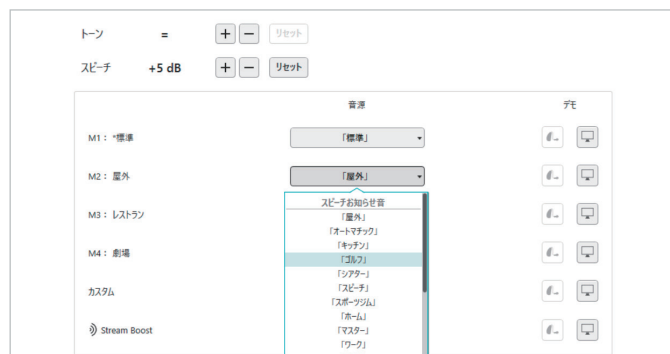 トーン = + − リセット
スピーチ +5 dB + − リセット
音源 デモ
M1： *標準 「標準」
M2： 屋外 「屋外」
M3： レストラン
M4： 劇場
カスタム
Stream Boost
スピーチお知らせ音
「屋外」
「オートマチック」
「キッチン」
「ゴルフ」
「シアター」
「スピーチ」
「スポーツジム」
「ホーム」
「マスター」
「ワーク」